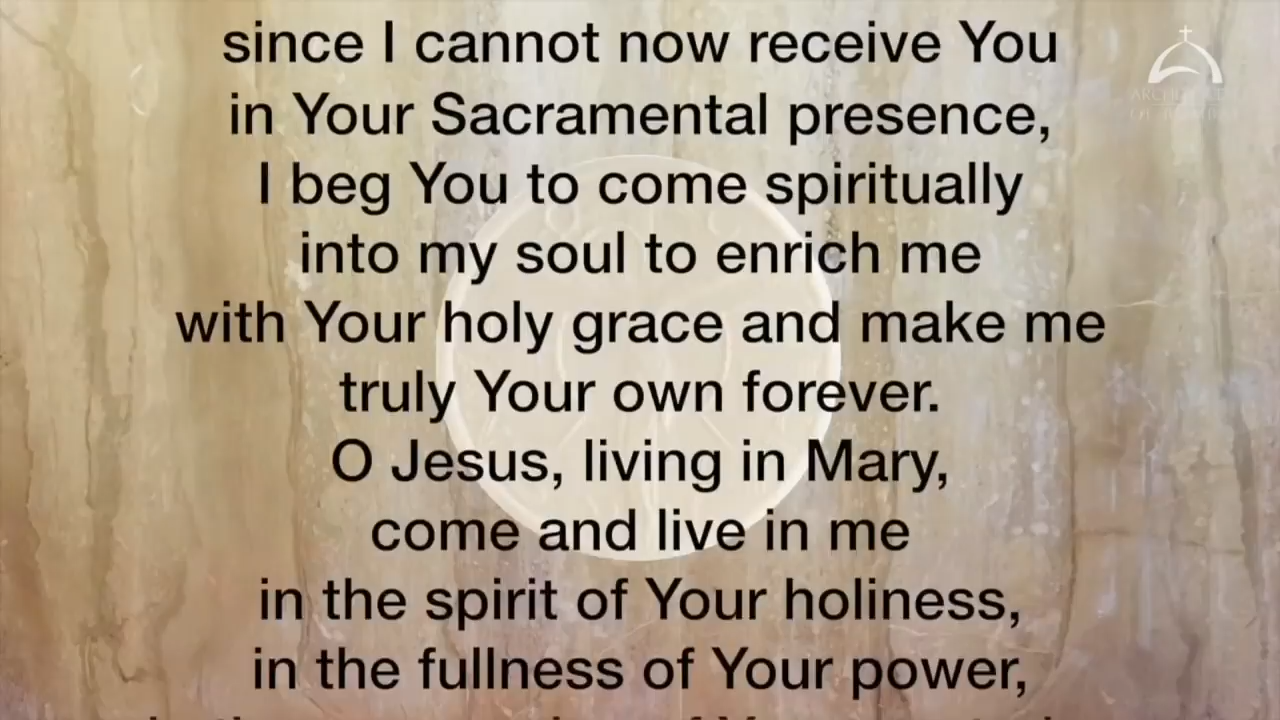 since I cannot now receive You
in Your Sacramental presence,
I beg You to come spiritually
into my soul to enrich me
with Your holy grace and make me
truly Your own forever.
O Jesus, living in Mary,
come and live in me
in the spirit of Your holiness,
in the fullness of Your power,